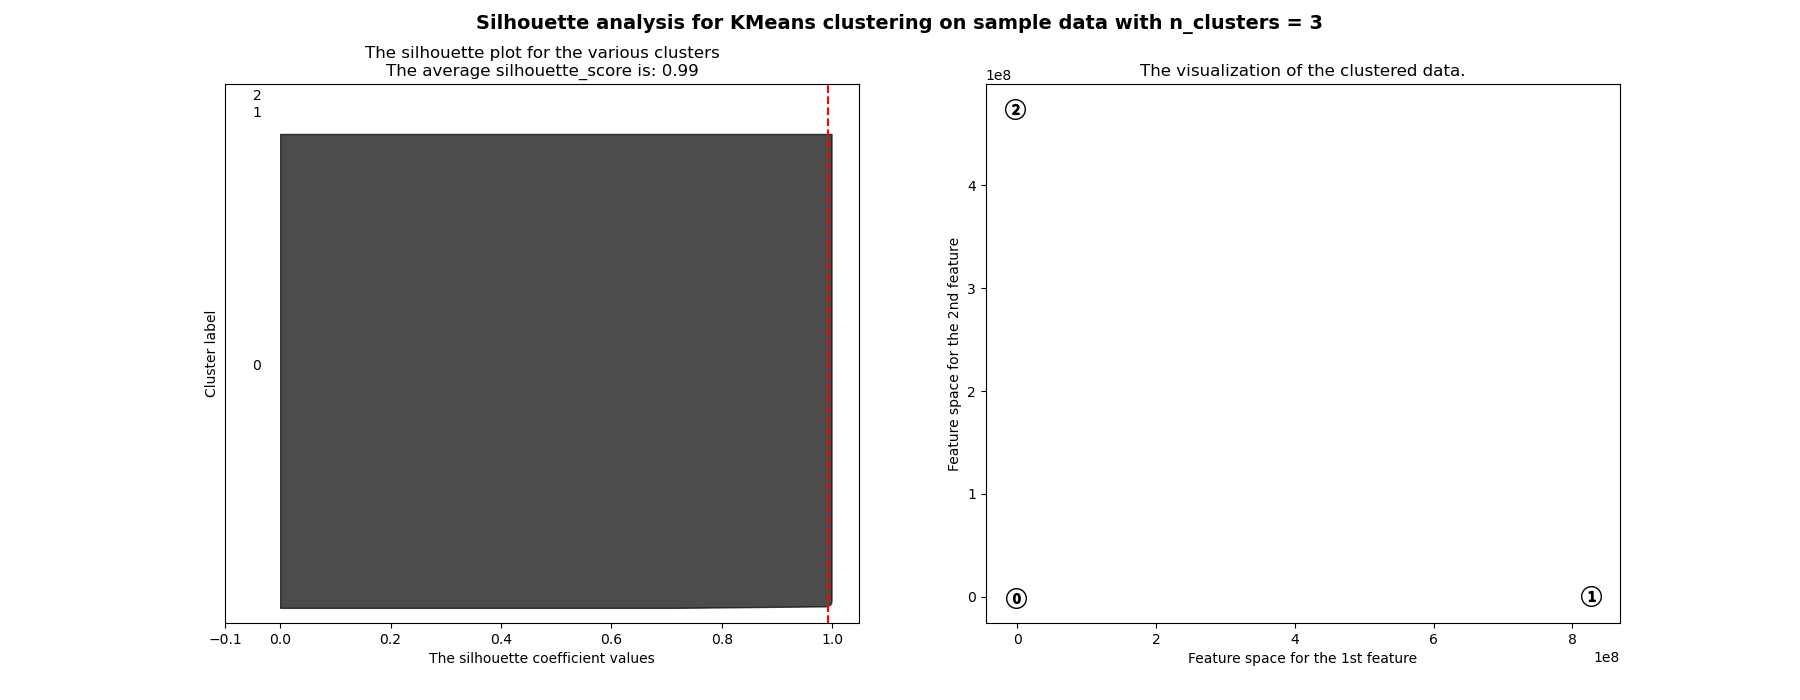 Silhouette analysis for KMeans clustering on sample data with n_clusters = 3
The silhouette plot for the various clusters
The average silhouette_score is: 0.99
2
1
0
Cluster label
−0.1 0.0 0.2 0.4 0.6 0.8 1.0
The silhouette coefficient values
The visualization of the clustered data.
1e8
2
4
3
2
1
0
Feature space for the 2nd feature
0
1
0 2 4 6 8
1e8
Feature space for the 1st feature